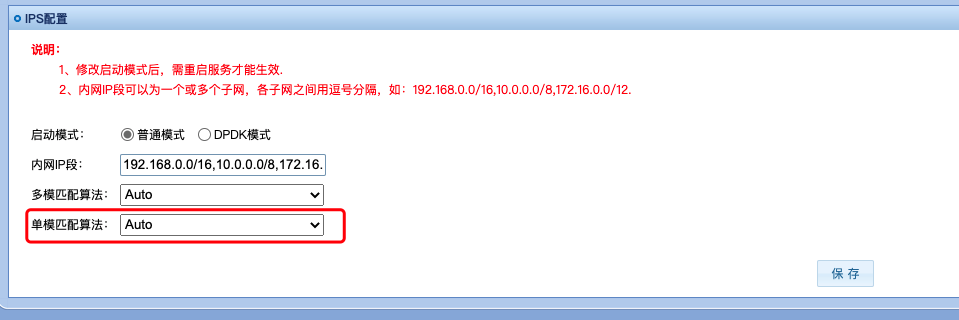 IPS配置
说明：
1、修改启动模式后，需重启服务才能生效.
2、内网IP段可以为一个或多个子网，各子网之间用逗号分隔，如：192.168.0.0/16,10.0.0.0/8,172.16.0.0/12.
启动模式： 普通模式 DPDK模式
内网IP段： 192.168.0.0/16,10.0.0.0/8,172.16.
多模匹配算法： Auto
单模匹配算法： Auto
保 存